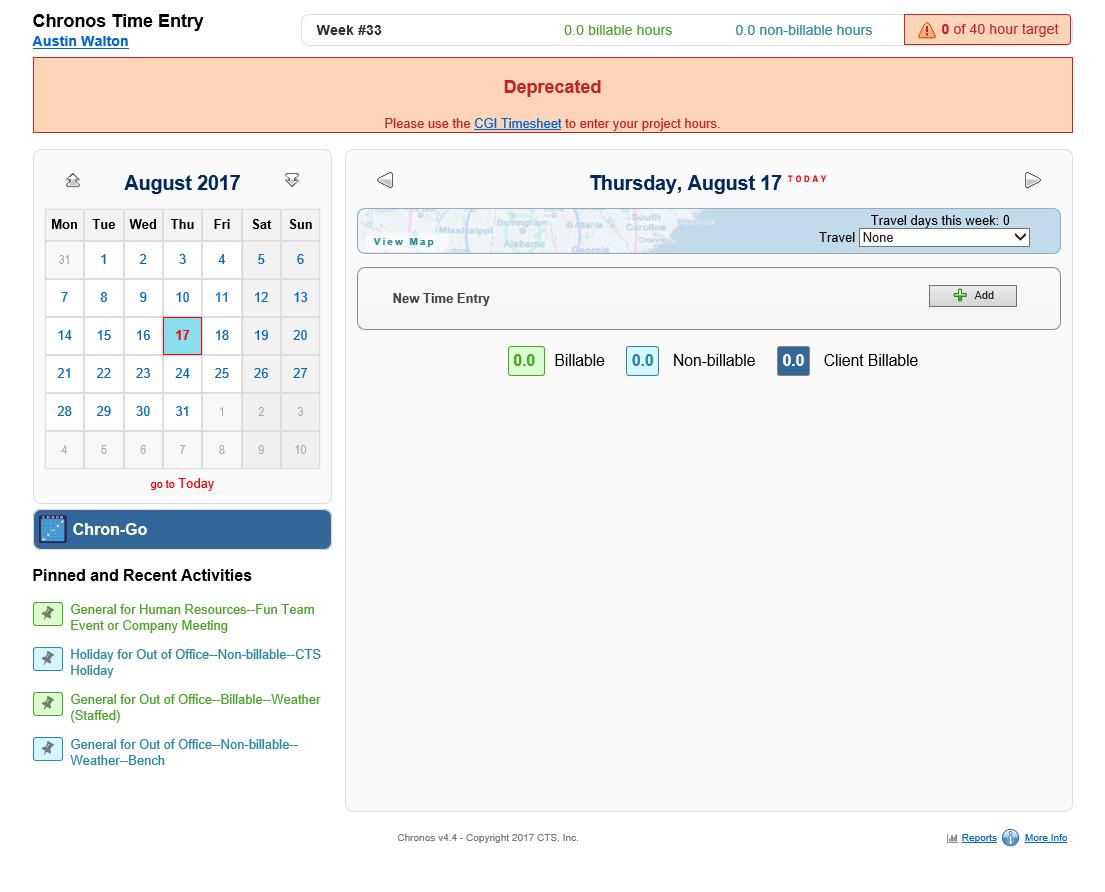 Chronos Time Entry
Austin Walton
Week #33 0.0 billable hours 0.0 non-billable hours 0 of 40 hour target
Deprecated
Please use the CGI Timesheet to enter your project hours.
August 2017
Mon Tue Wed Thu Fri Sat Sun
31 1 2 3 4 5 6
7 8 9 10 11 12 13
14 15 16 17 18 19 20
21 22 23 24 25 26 27
28 29 30 31 1 2 3
4 5 6 7 8 9 10
go to Today
Chron-Go
Pinned and Recent Activities
General for Human Resources--Fun Team
Event or Company Meeting
Holiday for Out of Office--Non-billable--CTS
Holiday
General for Out of Office--Billable--Weather
(Staffed)
General for Out of Office--Non-billable--
Weather--Bench
Thursday, August 17 TODAY
Mississippi
Birmingham
Alabama
Atlanta
South
Carolina
Georgia
View Map
Travel days this week: 0
Travel None
New Time Entry
Add
0.0 Billable 0.0 Non-billable 0.0 Client Billable
Chronos v4.4 - Copyright 2017 CTS, Inc.
Reports More Info